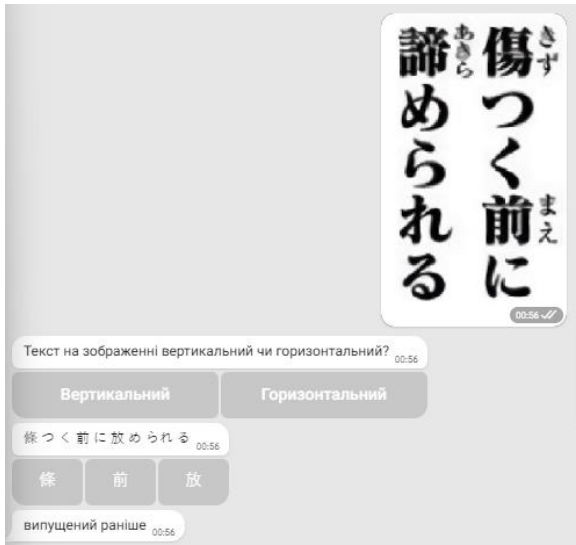 傷つく前に
きず
まえ
諦められる
あきら
00:56
Текст на зображенні вертикальний чи горизонтальний? 00:56
Вертикальний
Горизонтальний
條つく前に放められる 00:56
條
前
放
випущений раніше 00:56